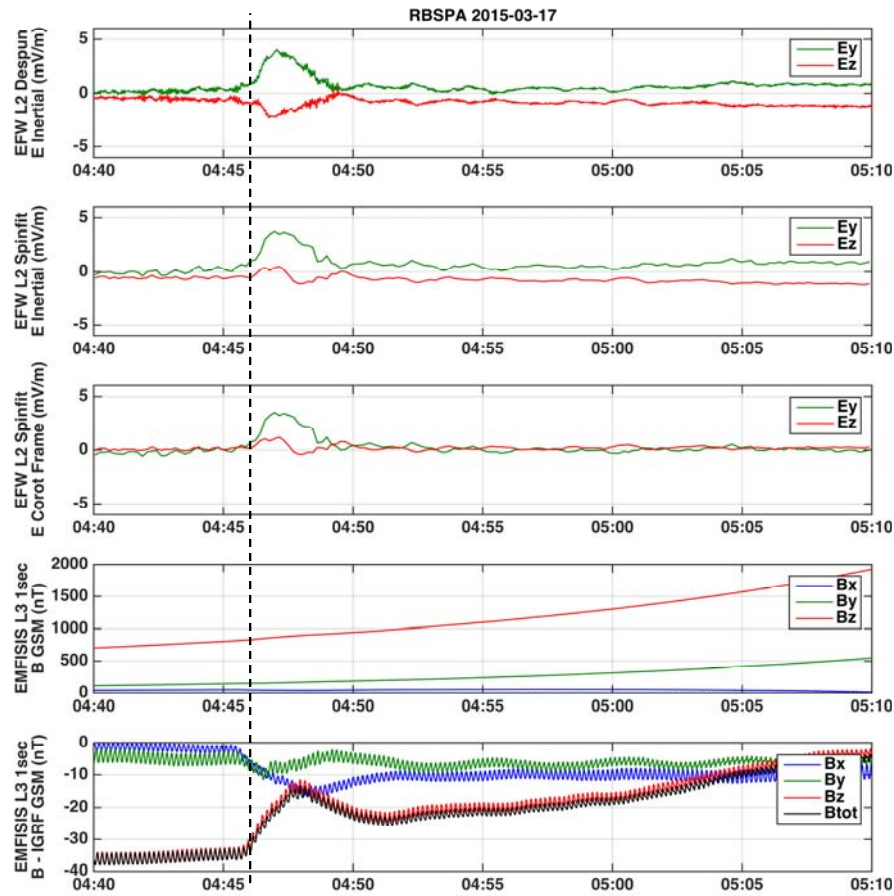 RBSPA 2015-03-17
EFW L2 Despun
E Inertial (mV/m)
5
0
-5
Ey
Ez
04:40 04:45 04:50 04:55 05:00 05:05 05:10
EFW L2 Spinfit
E Inertial (mV/m)
5
0
-5
Ey
Ez
04:40 04:45 04:50 04:55 05:00 05:05 05:10
EFW L2 Spinfit
E Corot Frame (mV/m)
5
0
-5
Ey
Ez
04:40 04:45 04:50 04:55 05:00 05:05 05:10
EMFISIS L3 1sec
B GSM (nT)
2000
1500
1000
500
0
Bx
By
Bz
04:40 04:45 04:50 04:55 05:00 05:05 05:10
EMFISIS L3 1sec
B - IGRF GSM (nT)
0
-10
-20
-30
-40
Bx
By
Bz
Btot
04:40 04:45 04:50 04:55 05:00 05:05 05:10